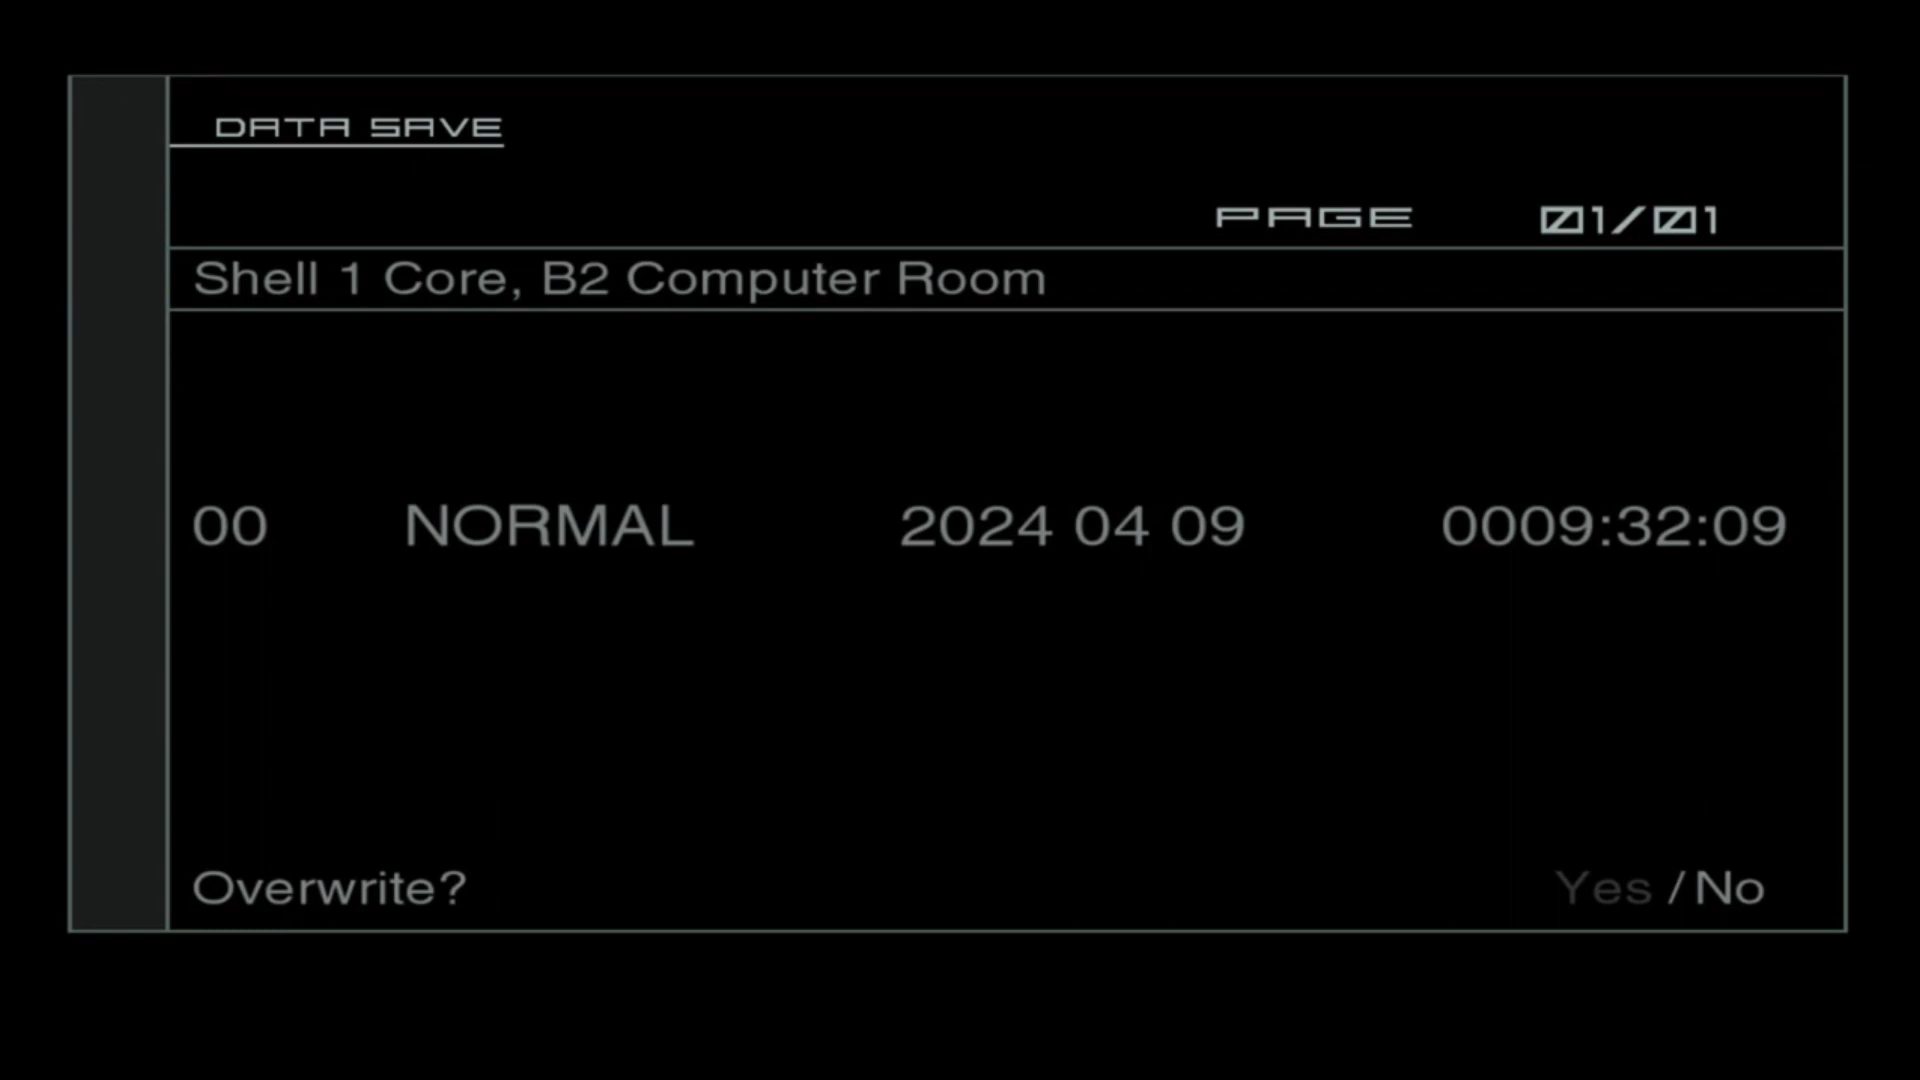 DATA SAVE
PAGE 01/01
Shell 1 Core, B2 Computer Room
00 NORMAL 2024 04 09 0009:32:09
Overwrite? Yes / No